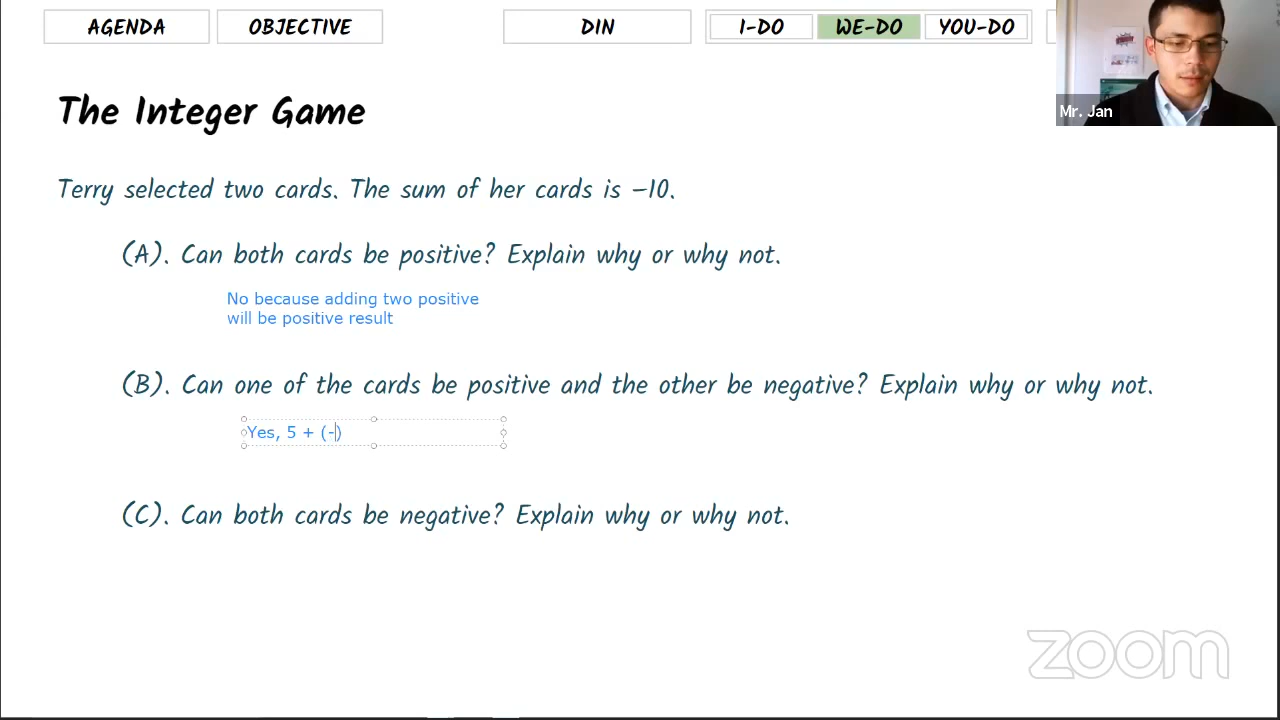 AGENDA
OBJECTIVE
DIN
I-DO
WE-DO
YOU-DO
Mr. Jan
The Integer Game
Terry selected two cards. The sum of her cards is –10.
(A). Can both cards be positive? Explain why or why not.
No because adding two positive
will be positive result
(B). Can one of the cards be positive and the other be negative? Explain why or why not.
Yes, 5 + (-)
(C). Can both cards be negative? Explain why or why not.
zoom